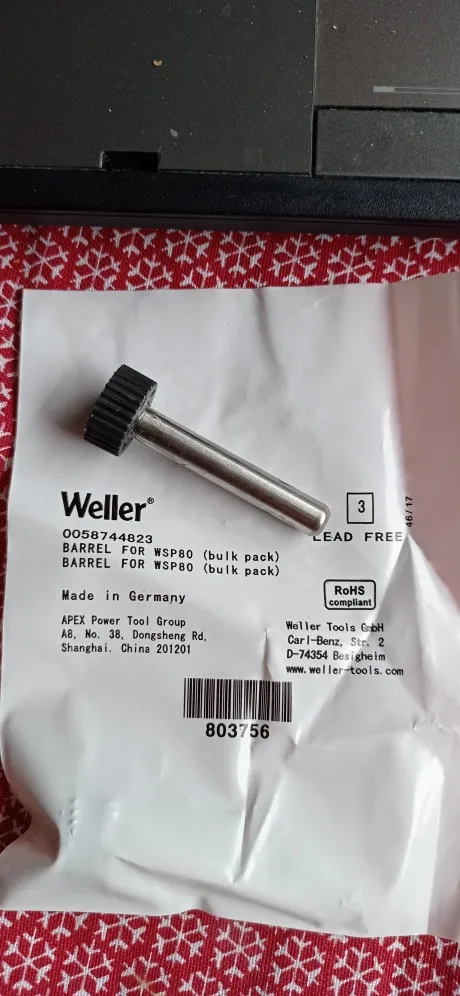 Weller®
3
46/17
LEAD FREE
0058744823
BARREL FOR WSP80 (bulk pack)
BARREL FOR WSP80 (bulk pack)
Made in Germany
RoHS
compliant
APEX Power Tool Group
A8, No. 38, Dongsheng Rd,
Shanghai. China 201201
Weller Tools GmbH
Carl-Benz, Str. 2
D-74354 Besigheim
www.weller-tools.com
803756